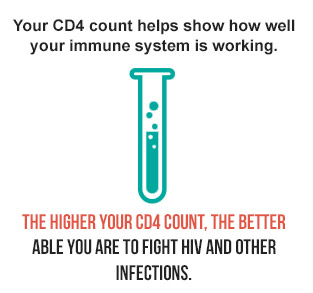 Your CD4 count helps show how well
your immune system is working.
THE HIGHER YOUR CD4 COUNT, THE BETTER
ABLE YOU ARE TO FIGHT HIV AND OTHER
INFECTIONS.